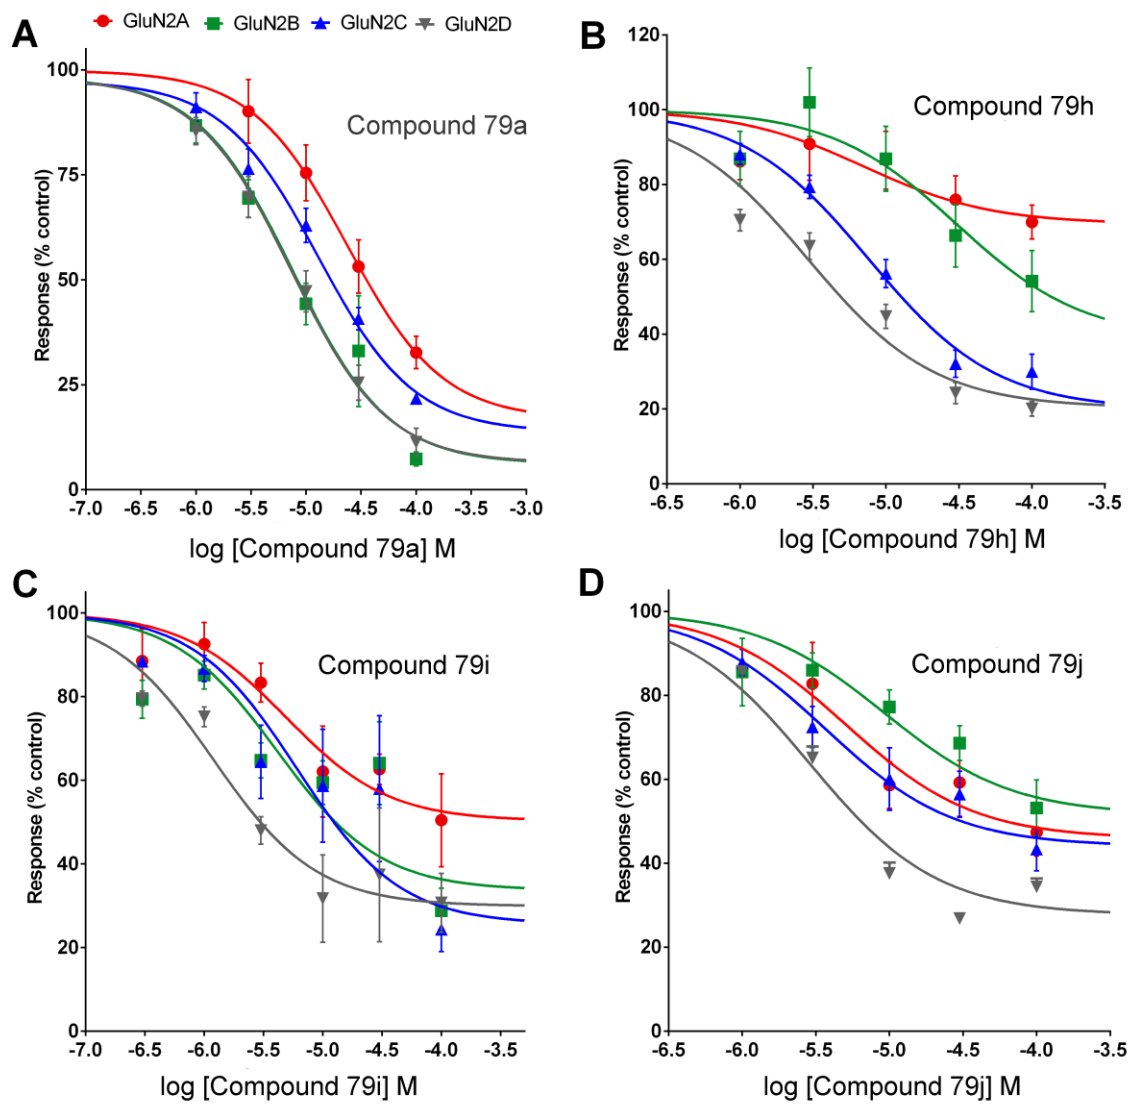 GluN2A GluN2B GluN2C GluN2D
A
Response (% control)
100
75
50
25
0
Compound 79a
-7.0 -6.5 -6.0 -5.5 -5.0 -4.5 -4.0 -3.5 -3.0
log [Compound 79a] M
B
Response (% control)
120
100
80
60
40
20
0
Compound 79h
-6.5 -6.0 -5.5 -5.0 -4.5 -4.0 -3.5
log [Compound 79h] M
C
Response (% control)
100
80
60
40
20
0
Compound 79i
-7.0 -6.5 -6.0 -5.5 -5.0 -4.5 -4.0 -3.5
log [Compound 79i] M
D
Response (% control)
100
80
60
40
20
0
Compound 79j
-6.5 -6.0 -5.5 -5.0 -4.5 -4.0 -3.5
log [Compound 79j] M